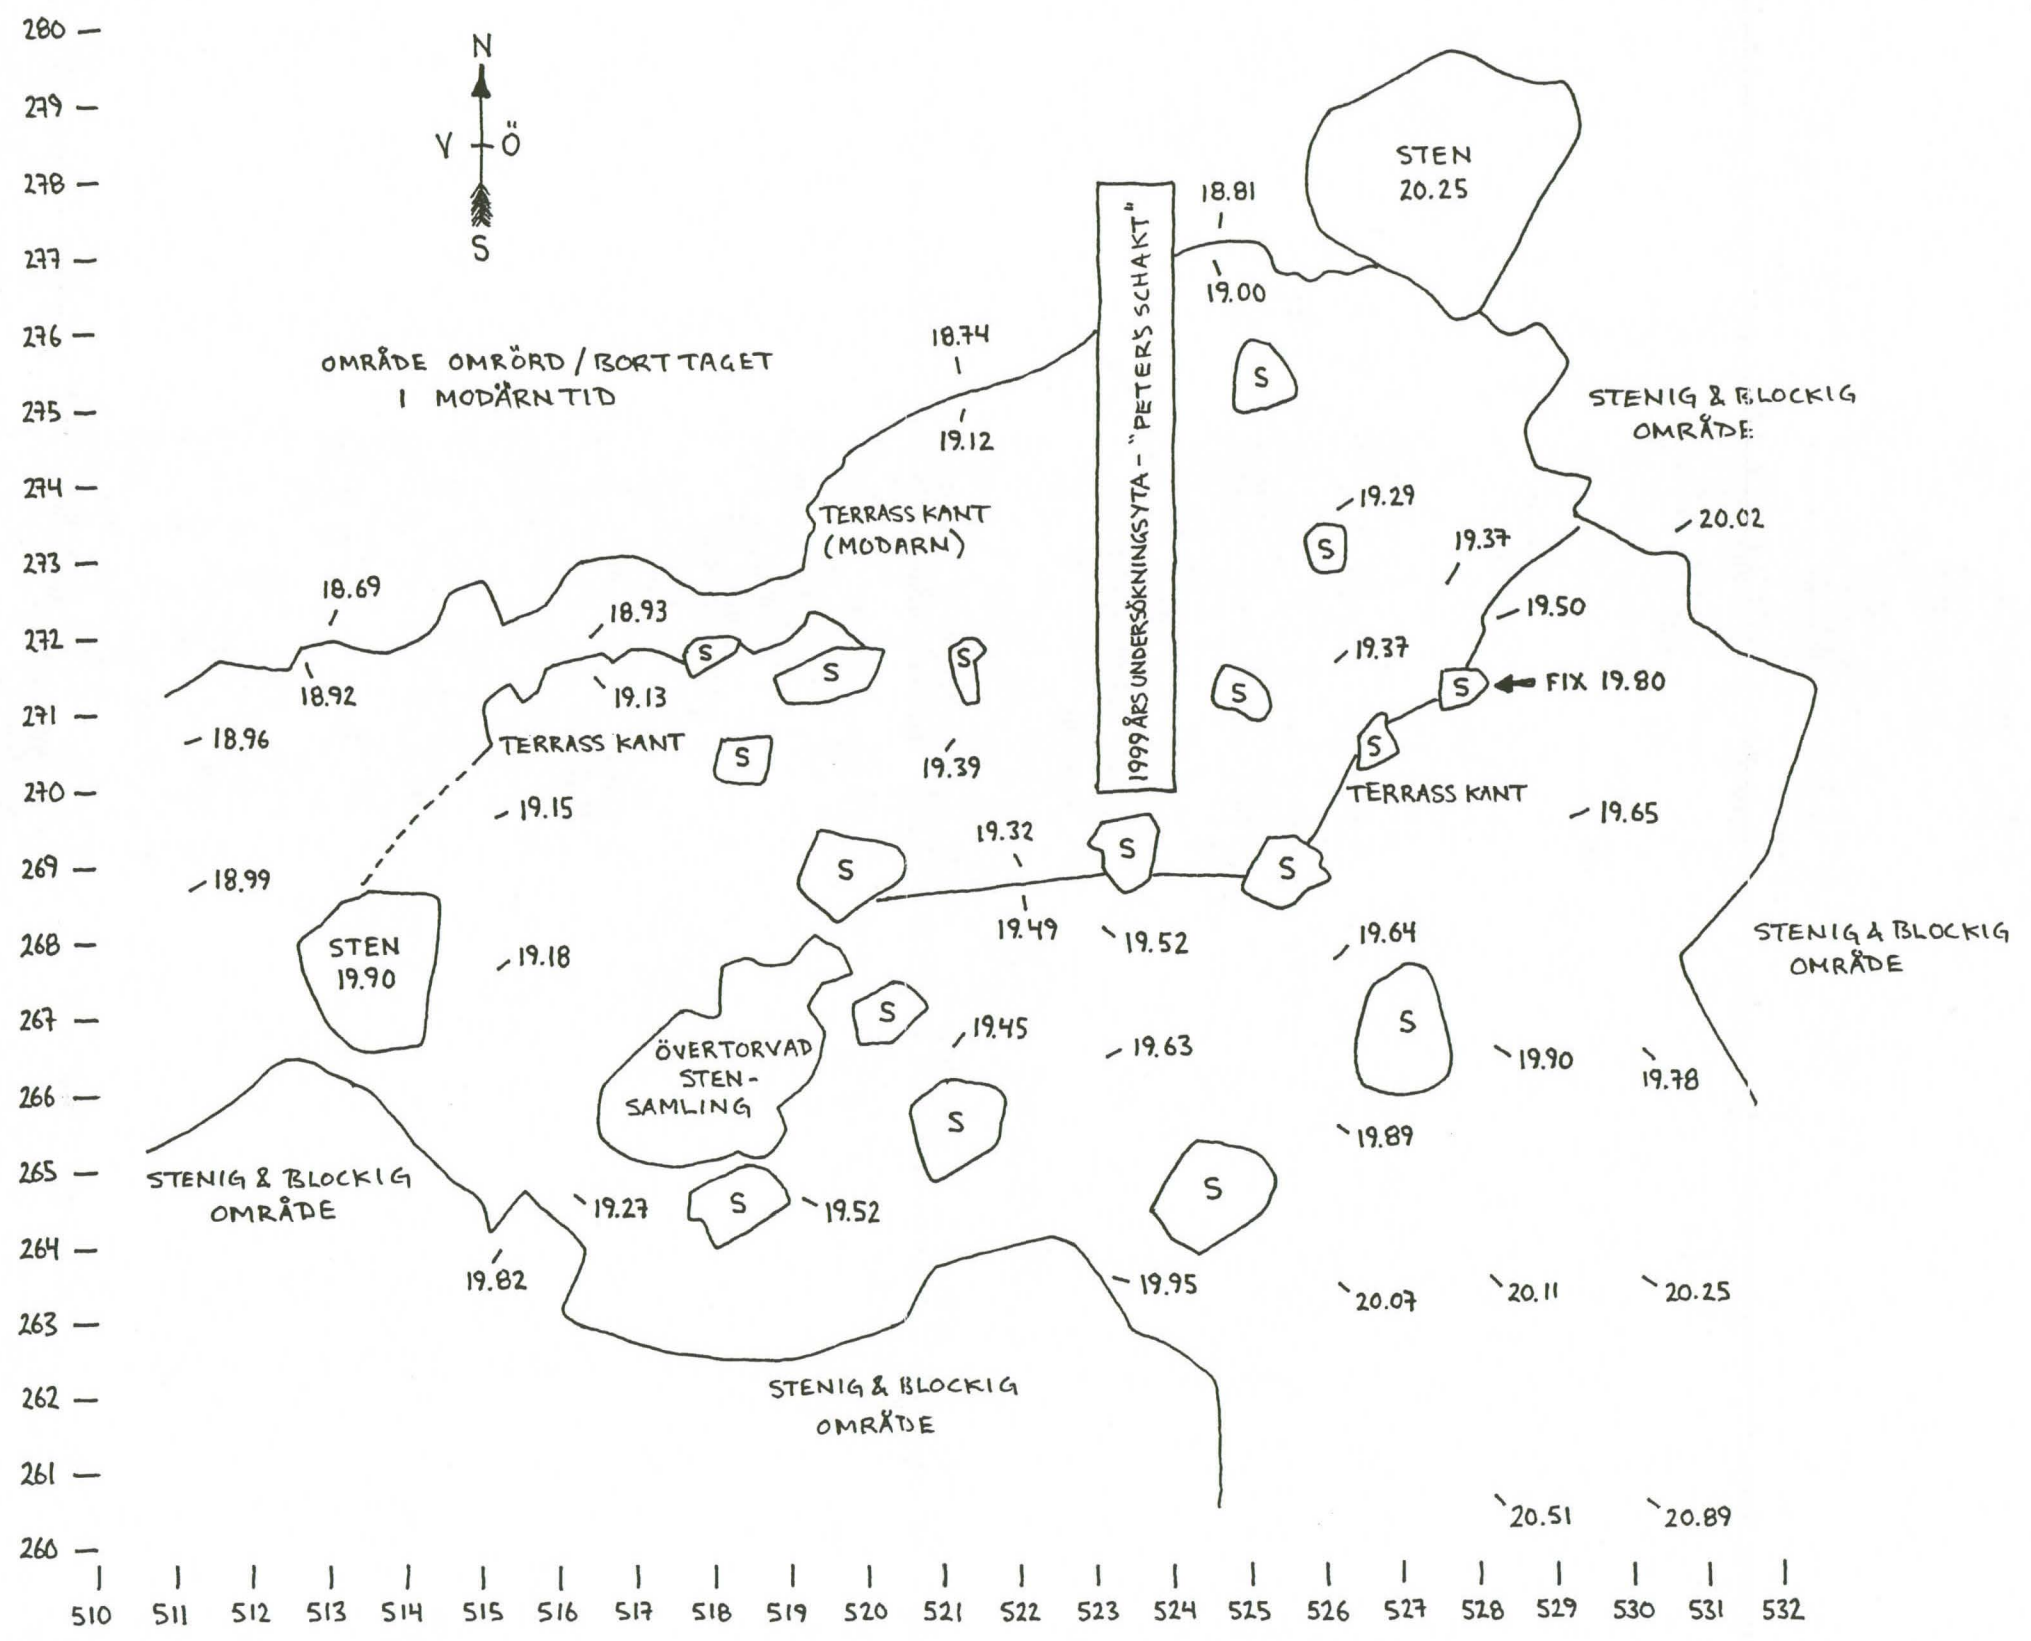 280
N
279
V Ö
278
S
277
276
275
274
273
272
271
270
269
268
267
266
265
264
263
262
261
260
STEN
20.25
18.81
19.00
18.74
19.12
OMRÅDE OMRÖRD / BORTTAGET
I MODÄRN TID
1999 ÅRS UNDERSÖKNINGSYTA - "PETERS SCHAKT"
S
STENIG & BLOCKIG
OMRÅDE
TERRASSKANT
(MODARN)
19.29
20.02
S
19.37
18.69
18.93
19.50
18.92
19.13
S
S
S
19.37
S
S
FIX 19.80
18.96
TERRASSKANT
S
19.39
S
TERRASSKANT
19.15
19.65
19.32
S
S
S
18.99
STEN
19.90
19.18
19.49
19.52
19.64
STENIG & BLOCKIG
OMRÅDE
S
19.45
S
ÖVERTORVAD
STEN-
SAMLING
19.63
19.90
19.78
S
19.89
STENIG & BLOCKIG
OMRÅDE
19.27
S
19.52
S
19.82
19.95
20.07
20.11
20.25
STENIG & BLOCKIG
OMRÅDE
20.51
20.89
510 511 512 513 514 515 516 517 518 519 520 521 522 523 524 525 526 527 528 529 530 531 532